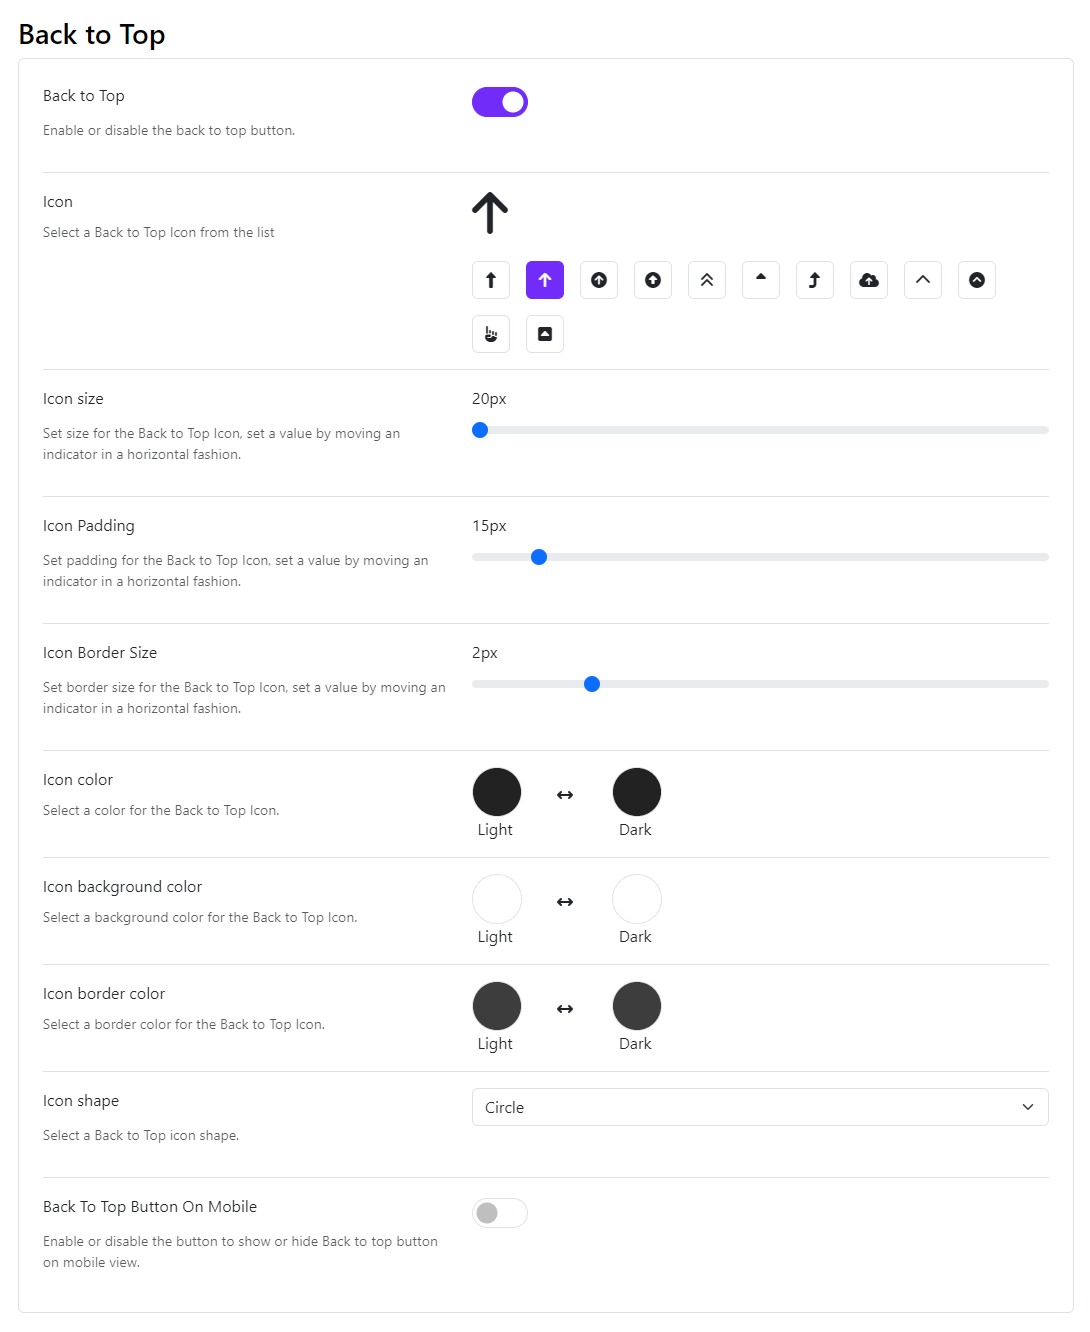 Back to Top
Back to Top
Enable or disable the back to top button.
Icon
Select a Back to Top Icon from the list
Icon size
20px
Set size for the Back to Top Icon, set a value by moving an
indicator in a horizontal fashion.
Icon Padding
15px
Set padding for the Back to Top Icon, set a value by moving an
indicator in a horizontal fashion.
Icon Border Size
2px
Set border size for the Back to Top Icon, set a value by moving an
indicator in a horizontal fashion.
Icon color
Select a color for the Back to Top Icon.
Light
Dark
Icon background color
Select a background color for the Back to Top Icon.
Light
Dark
Icon border color
Select a border color for the Back to Top Icon.
Light
Dark
Icon shape
Circle
Select a Back to Top icon shape.
Back To Top Button On Mobile
Enable or disable the button to show or hide Back to top button
on mobile view.